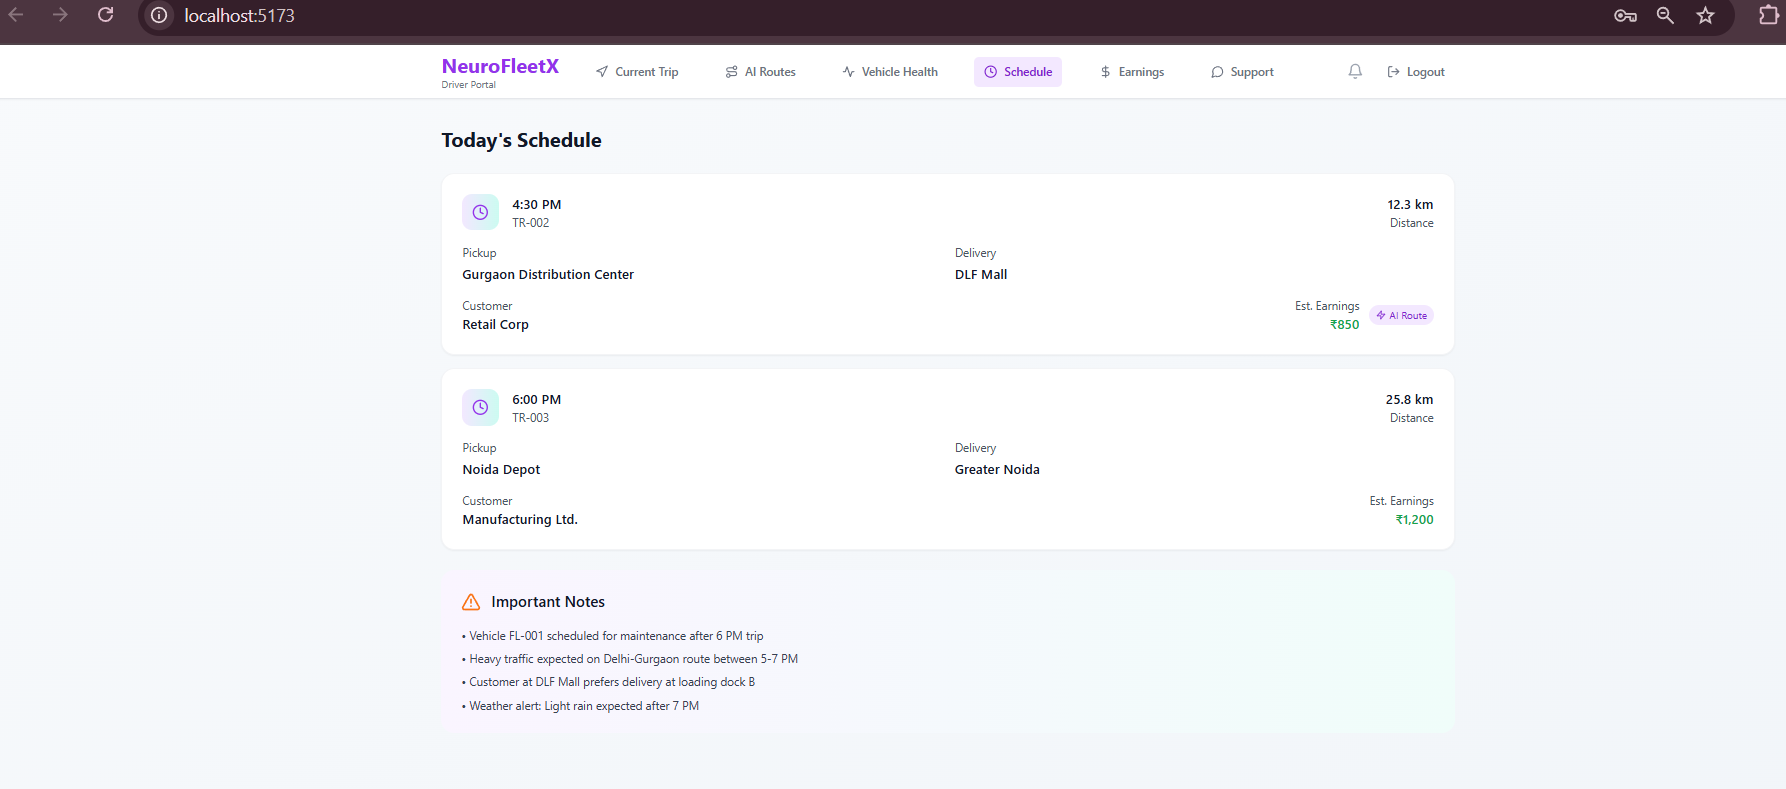 localhost:5173
NeuroFleetX
Driver Portal
Current Trip
AI Routes
Vehicle Health
Schedule
Earnings
Support
Logout
Today's Schedule
4:30 PM
TR-002
12.3 km
Distance
Pickup
Gurgaon Distribution Center
Delivery
DLF Mall
Customer
Retail Corp
Est. Earnings
₹850
AI Route
6:00 PM
TR-003
25.8 km
Distance
Pickup
Noida Depot
Delivery
Greater Noida
Customer
Manufacturing Ltd.
Est. Earnings
₹1,200
Important Notes
• Vehicle FL-001 scheduled for maintenance after 6 PM trip
• Heavy traffic expected on Delhi-Gurgaon route between 5-7 PM
• Customer at DLF Mall prefers delivery at loading dock B
• Weather alert: Light rain expected after 7 PM